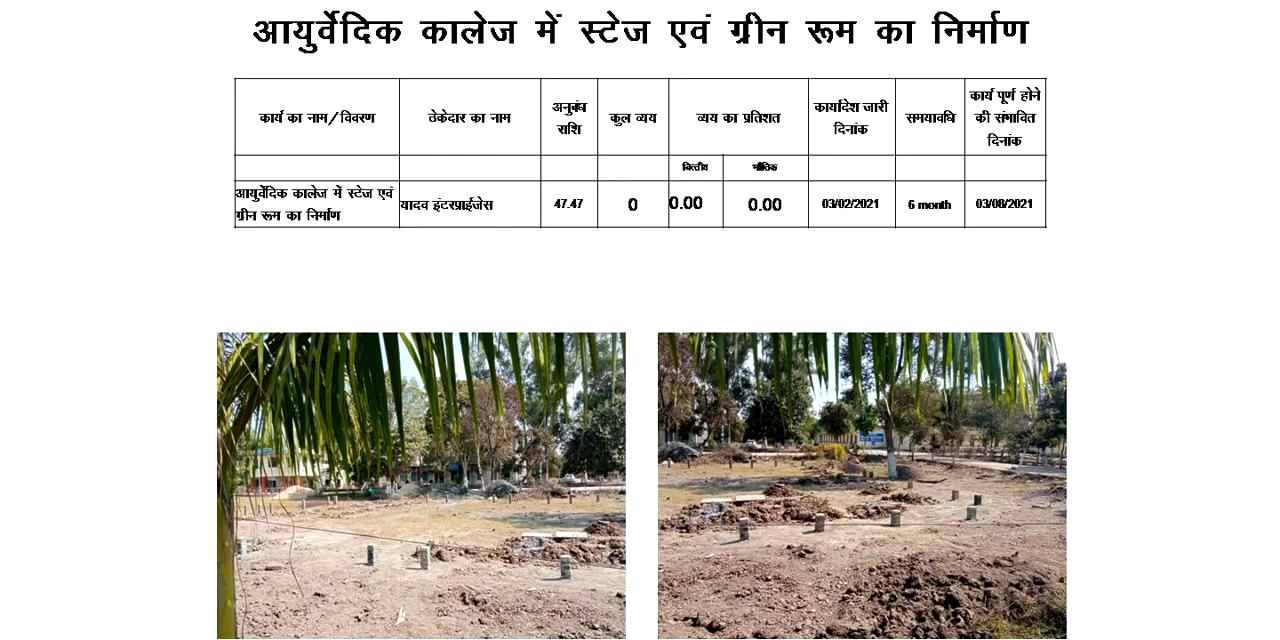 आयुर्वेदिक कालेज में स्टेज एवं ग्रीन रूम का निर्माण
कार्य का नाम/विवरण
ठेकेदार का नाम
अनुबंध
राशि
कुल व्यय
व्यय का प्रतिशत
कार्यादेश जारी
दिनांक
समयावधि
कार्य पूर्ण होने
की संभावित
दिनांक
वित्तीय
भौतिक
आयुर्वेदिक कालेज में स्टेज एवं
ग्रीन रूम का निर्माण
यादव इंटरप्राईजेस
47.47
0
0.00
0.00
03/02/2021
6 month
03/08/2021